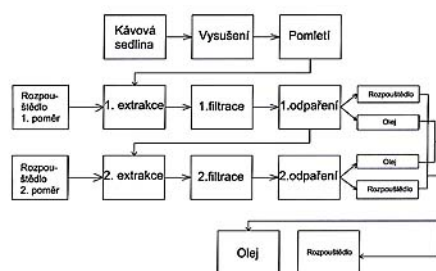 Kávová
sedlina
Vysušení
Pomletí
Rozpou-
štědlo
1. poměr
1. extrakce
1.filtrace
1.odpaření
Rozpouštědlo
Olej
Rozpou-
štědlo
2. poměr
2. extrakce
2.filtrace
2.odpaření
Olej
Rozpouštědlo
Olej
Rozpouštědlo